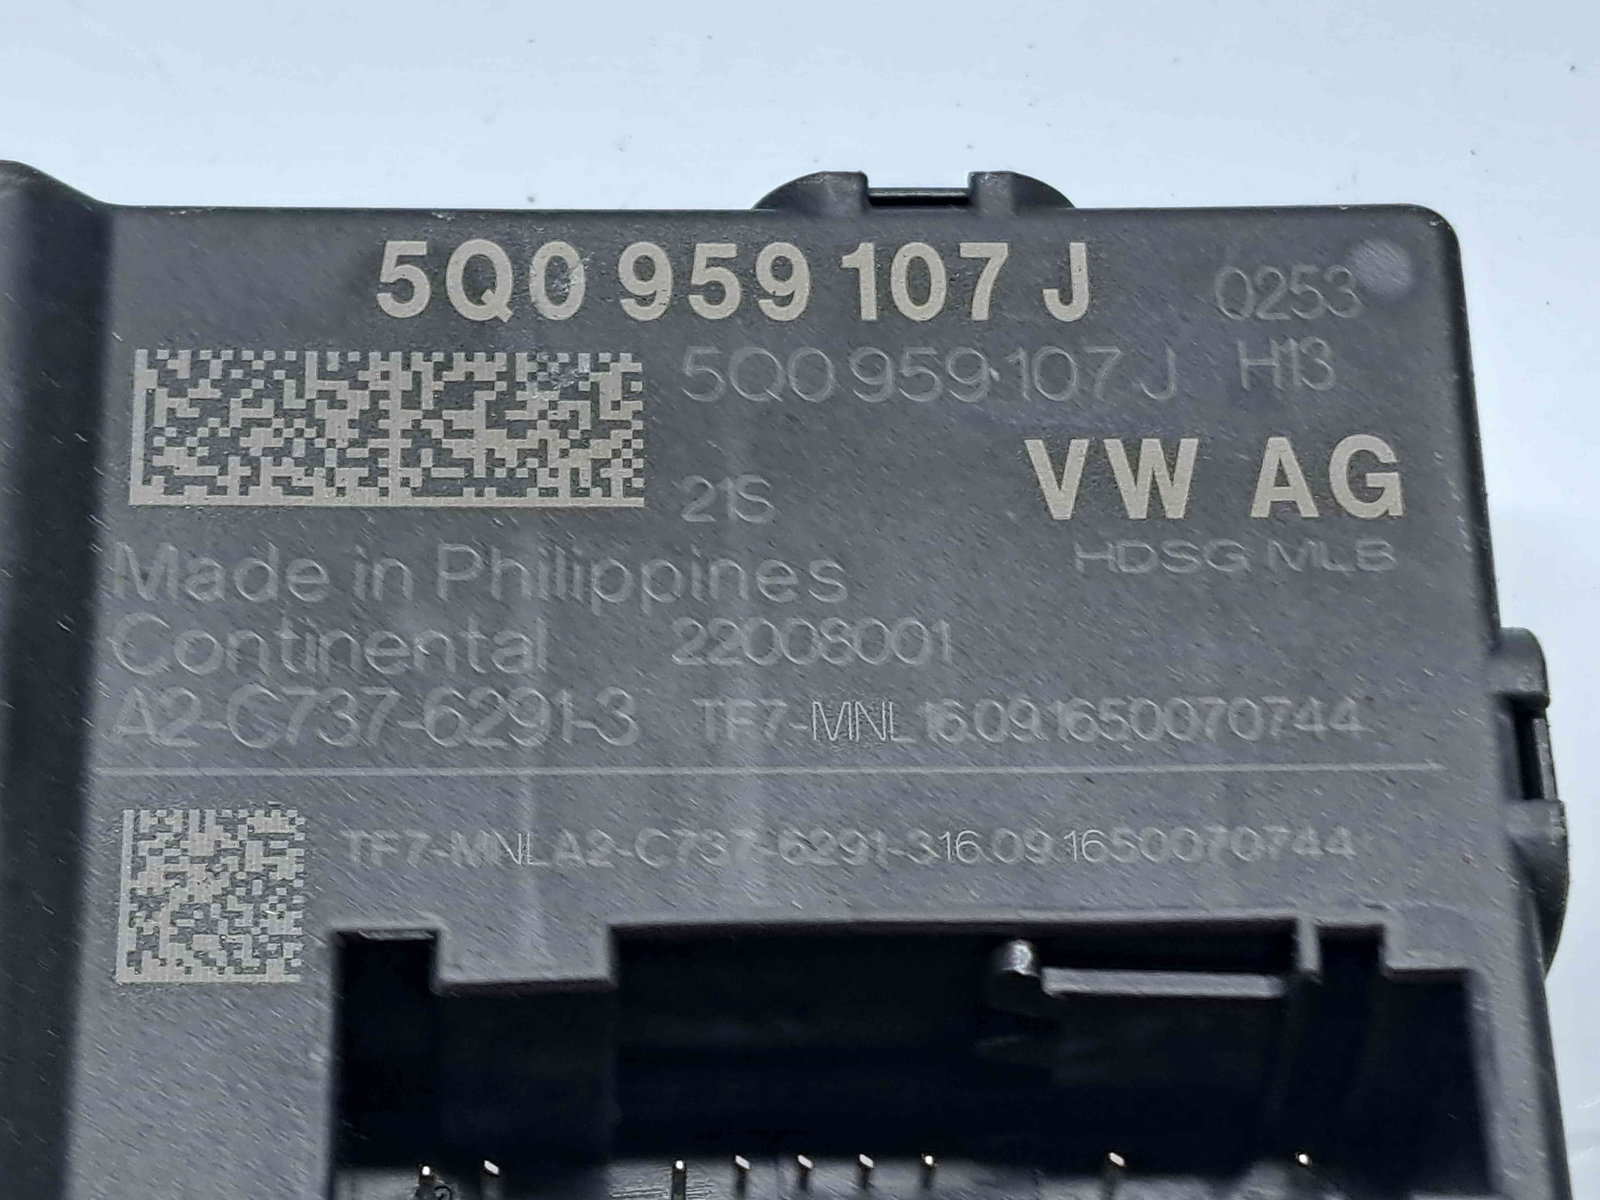 5Q0 959 107 J 0253
5Q0 959 107 J H13
21S VW AG
HDSG MLB
Made in Philippines
Continental 22008001
A2-C737-6291-3 TF7-MNL16.09.1650070744
TF7-MNLA2-C737-6291-316.09.1650070744